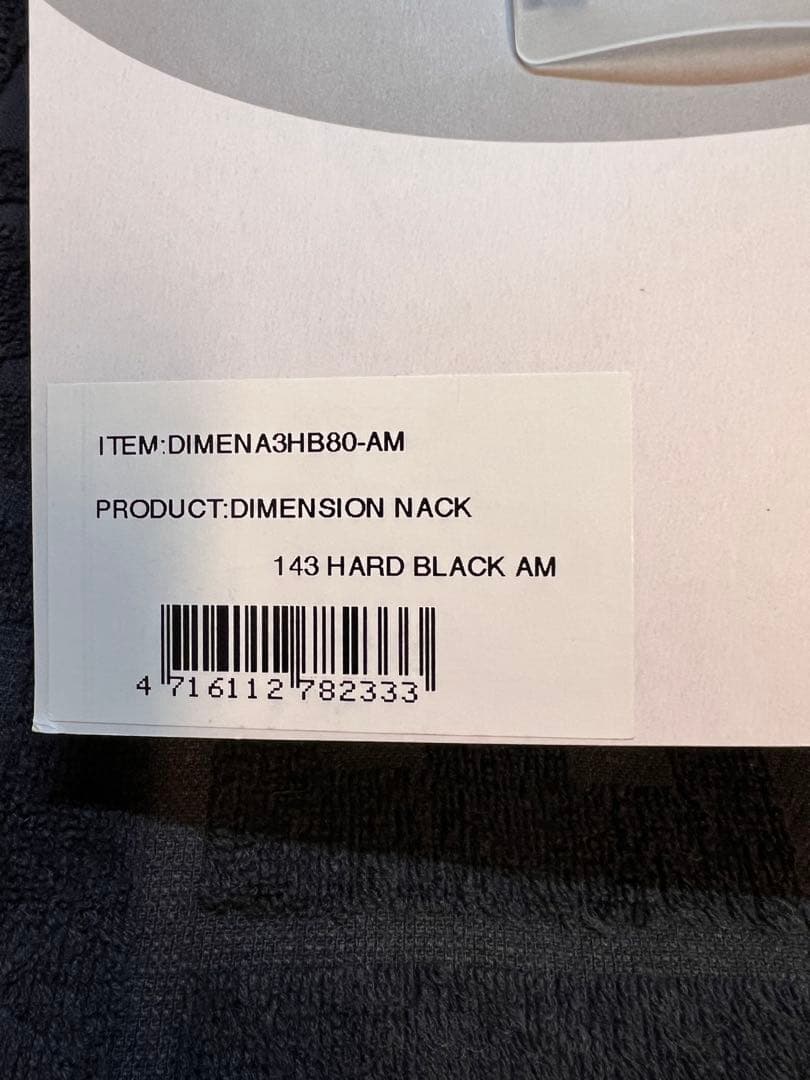 ITEM:DIMENA3HB80-AM
PRODUCT:DIMENSION NACK
143 HARD BLACK AM
4 716112 782333